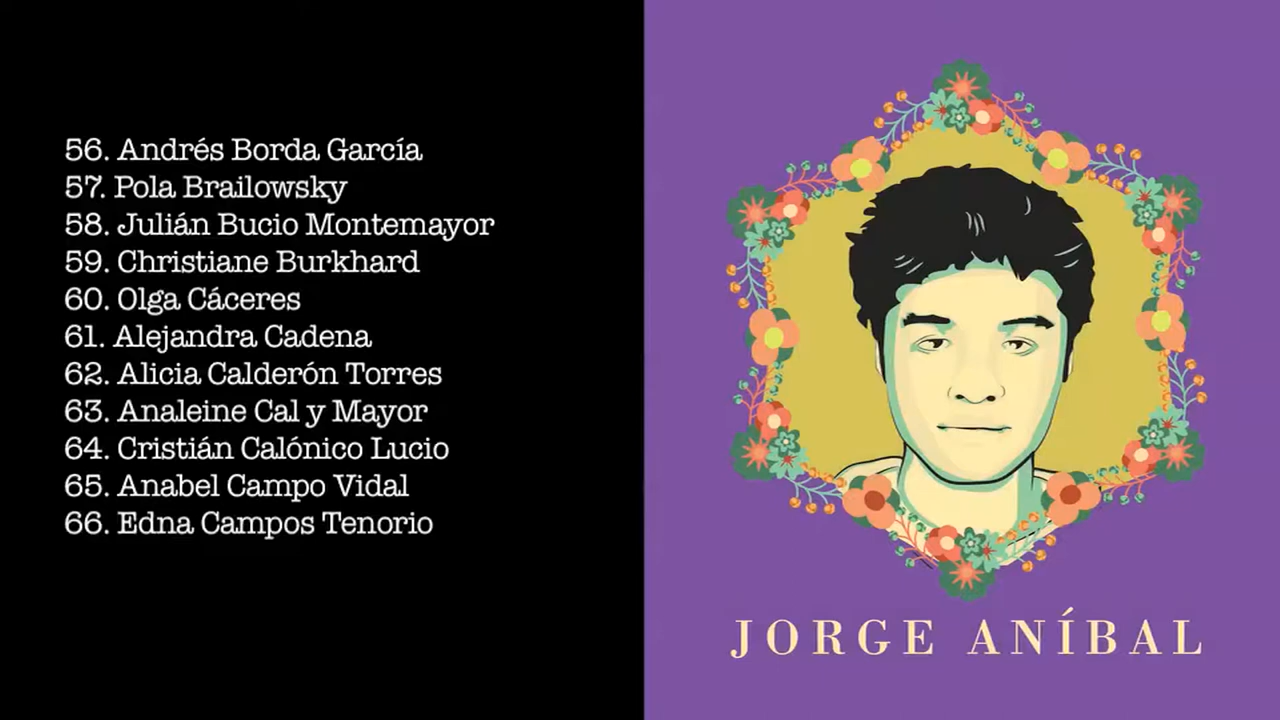 56. Andrés Borda García
57. Pola Brailowsky
58. Julián Bucio Montemayor
59. Christiane Burkhard
60. Olga Cáceres
61. Alejandra Cadena
62. Alicia Calderón Torres
63. Analeine Cal y Mayor
64. Cristián Calónico Lucio
65. Anabel Campo Vidal
66. Edna Campos Tenorio
JORGE ANÍBAL